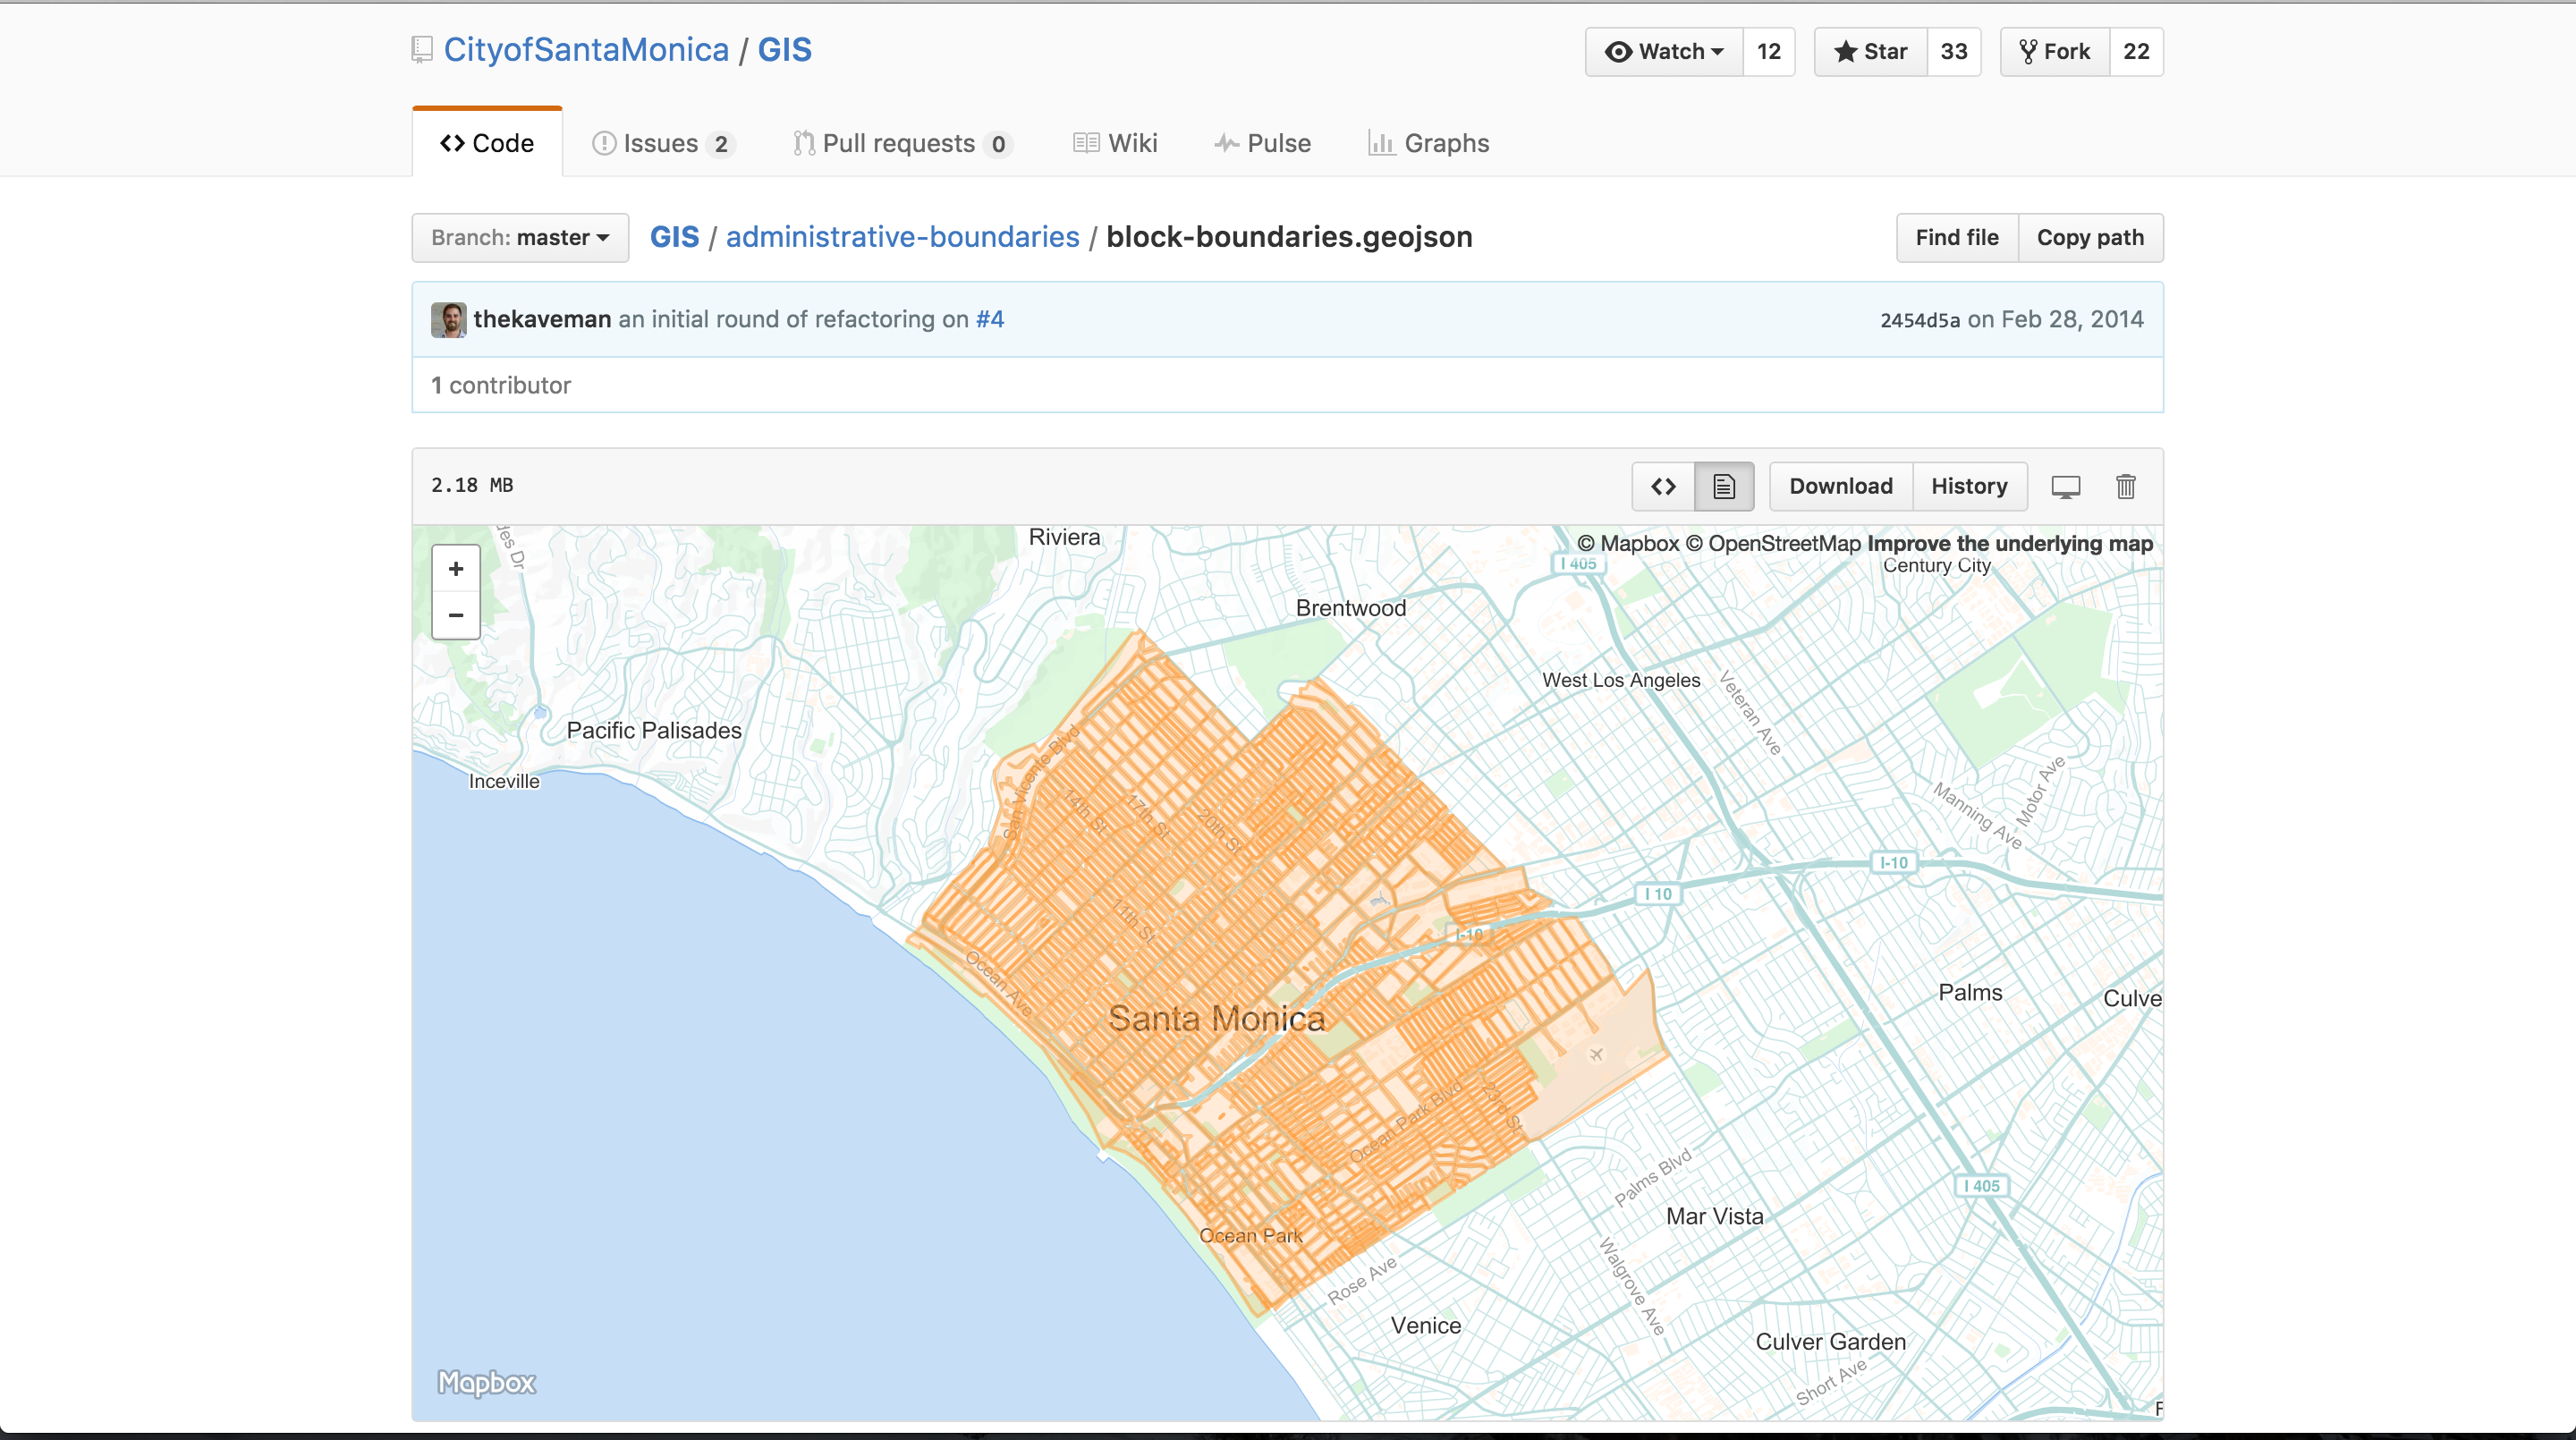 CityofSantaMonica / GIS
Watch 12 Star 33 Fork 22
Code Issues 2 Pull requests 0 Wiki Pulse Graphs
Branch: master GIS / administrative-boundaries / block-boundaries.geojson Find file Copy path
thekaveman an initial round of refactoring on #4 2454d5a on Feb 28, 2014
1 contributor
2.18 MB Download History
+
−
© Mapbox © OpenStreetMap Improve the underlying map
Riviera
I 405
Century City
Brentwood
West Los Angeles
Veteran Ave
Pacific Palisades
Inceville
San Vicente Blvd
14th St
17th St
20th St
Manning Ave
Motor Ave
I-10
I 10
11th St
I-10
Ocean Ave
Santa Monica
Palms
Culve
Ocean Park Blvd
23rd St
Palms Blvd
I 405
Mar Vista
Ocean Park
Rose Ave
Walgrove Ave
Venice
Culver Garden
Short Ave
Mapbox